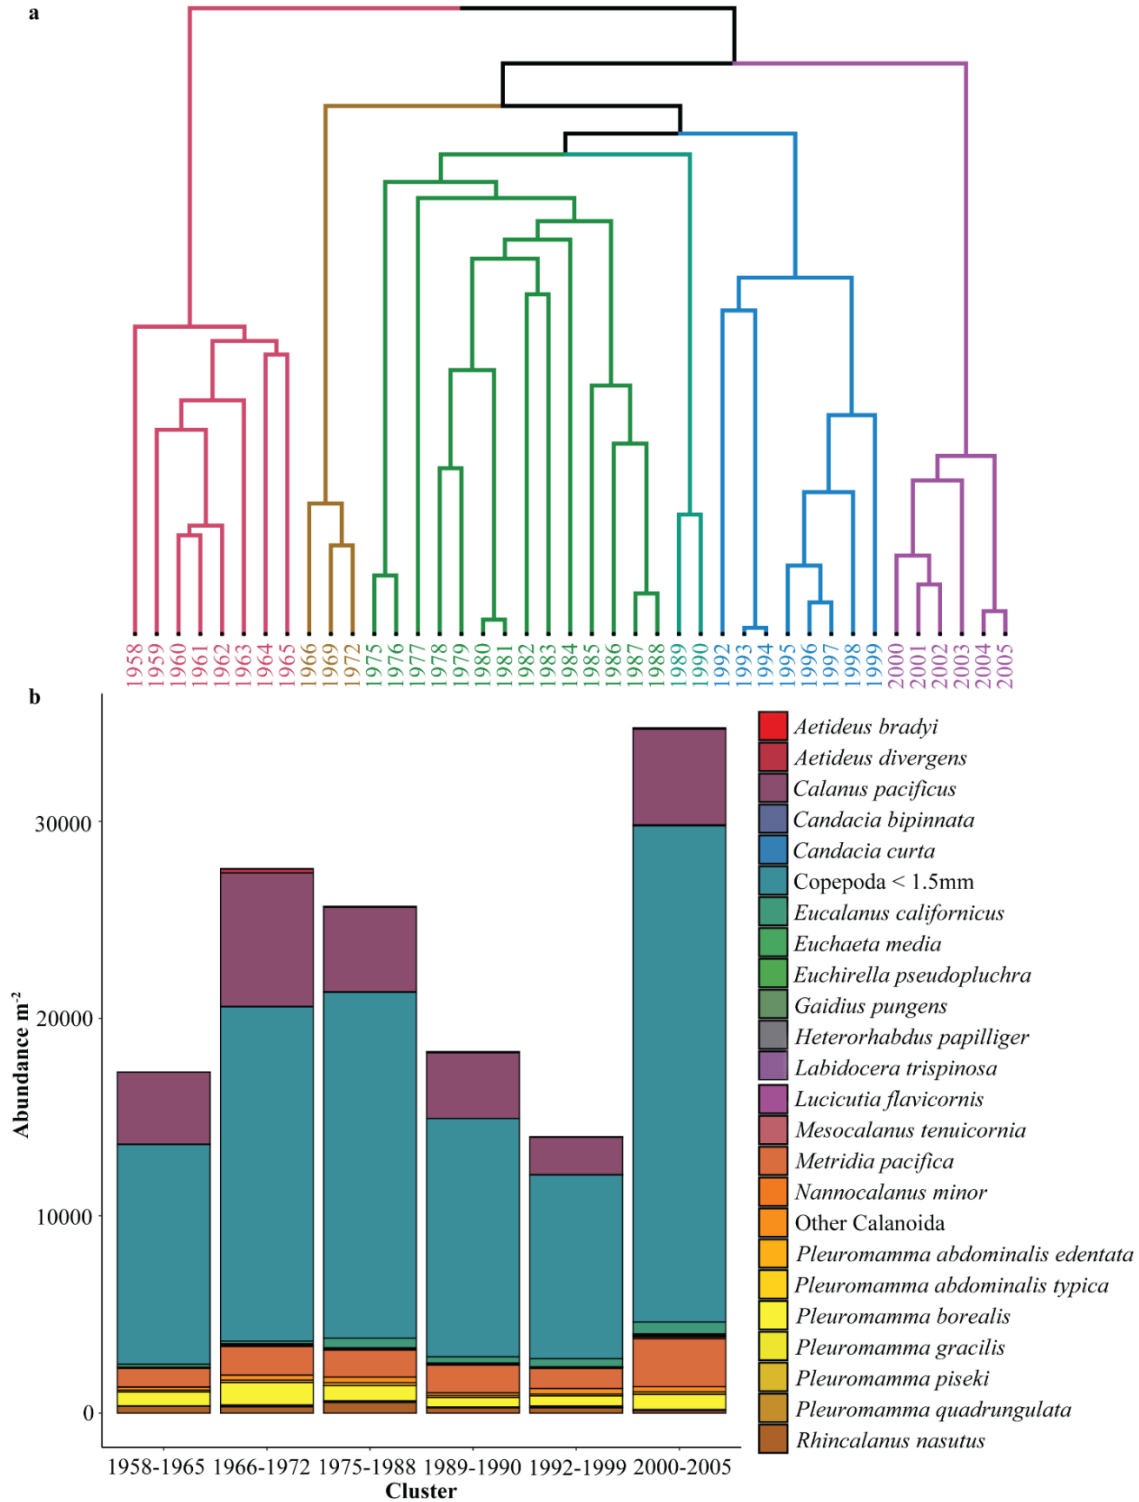 a
1958 1959 1960 1961 1962 1963 1964 1965 1966 1969 1972 1975 1976 1977 1978 1979 1980 1981 1982 1983 1984 1985 1986 1987 1988 1989 1990 1992 1993 1994 1995 1996 1997 1998 1999 2000 2001 2002 2003 2004 2005
b
Abundance m⁻²
30000
20000
10000
0
1958-1965 1966-1972 1975-1988 1989-1990 1992-1999 2000-2005
Cluster
Aetideus bradyi
Aetideus divergens
Calanus pacificus
Candacia bipinnata
Candacia curta
Copepoda < 1.5mm
Eucalanus californicus
Euchaeta media
Euchirella pseudopluchra
Gaidius pungens
Heterorhabdus papilliger
Labidocera trispinosa
Lucicutia flavicornis
Mesocalanus tenuicornia
Metridia pacifica
Nannocalanus minor
Other Calanoida
Pleuromamma abdominalis edentata
Pleuromamma abdominalis typica
Pleuromamma borealis
Pleuromamma gracilis
Pleuromamma piseki
Pleuromamma quadrungulata
Rhincalanus nasutus